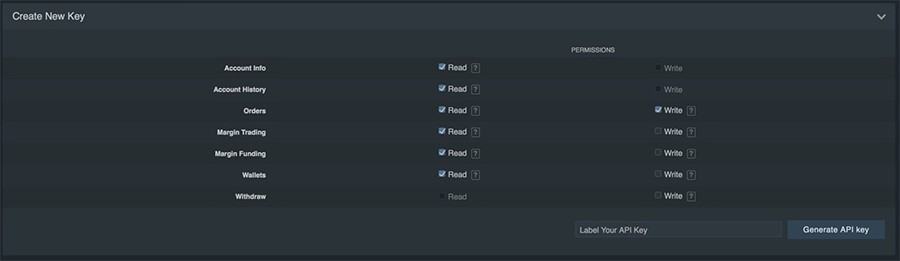 Create New Key
PERMISSIONS
Account Info Read ? Write
Account History Read ? Write
Orders Read ? Write ?
Margin Trading Read ? Write ?
Margin Funding Read ? Write ?
Wallets Read ? Write ?
Withdraw Read Write ?
Label Your API Key Generate API key